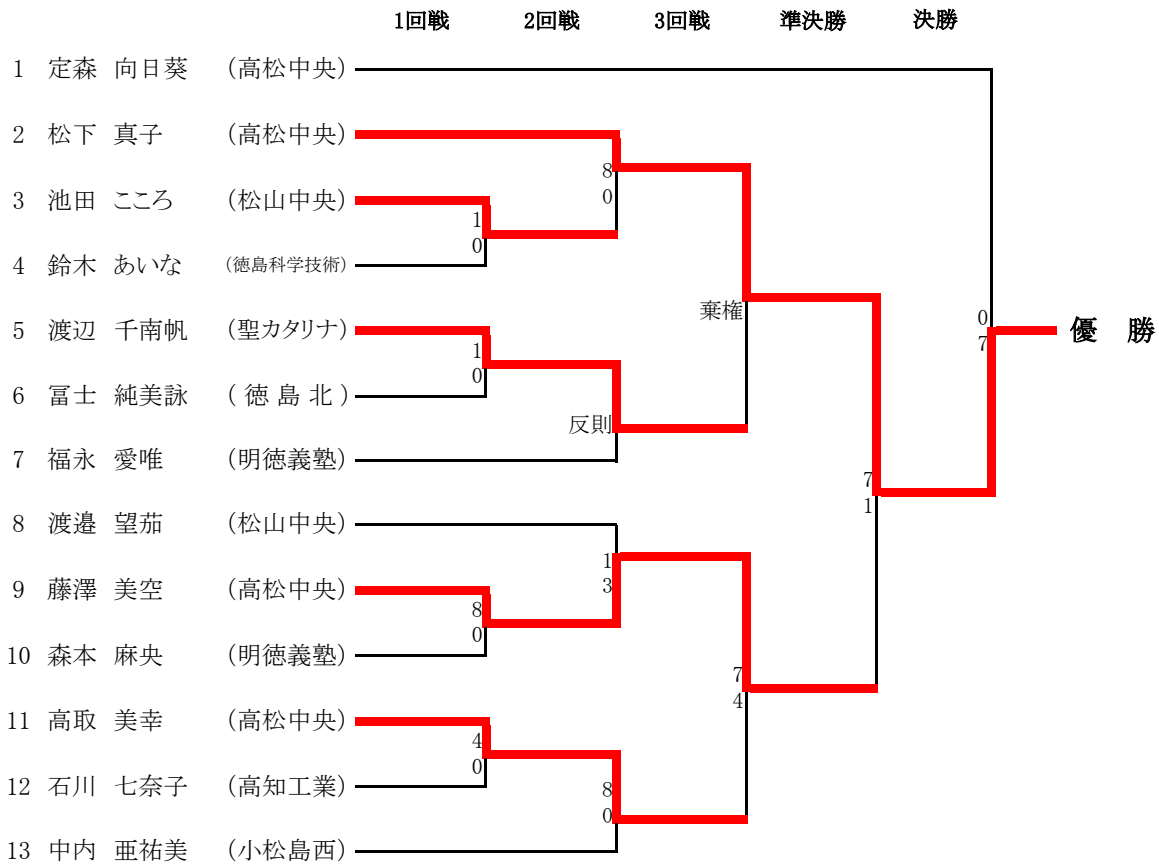 1回戦 2回戦 3回戦 準決勝 決勝
1 定森 向日葵 (高松中央)
2 松下 真子 (高松中央)
8
0
3 池田 こころ (松山中央)
1
0
4 鈴木 あいな (徳島科学技術)
棄権
0
7
優 勝
5 渡辺 千南帆 (聖カタリナ)
1
0
6 冨士 純美詠 (徳島北)
反則
7 福永 愛唯 (明徳義塾)
7
1
8 渡邉 望茄 (松山中央)
1
3
9 藤澤 美空 (高松中央)
8
0
10 森本 麻央 (明徳義塾)
7
4
11 高取 美幸 (高松中央)
4
0
12 石川 七奈子 (高知工業)
8
0
13 中内 亜祐美 (小松島西)